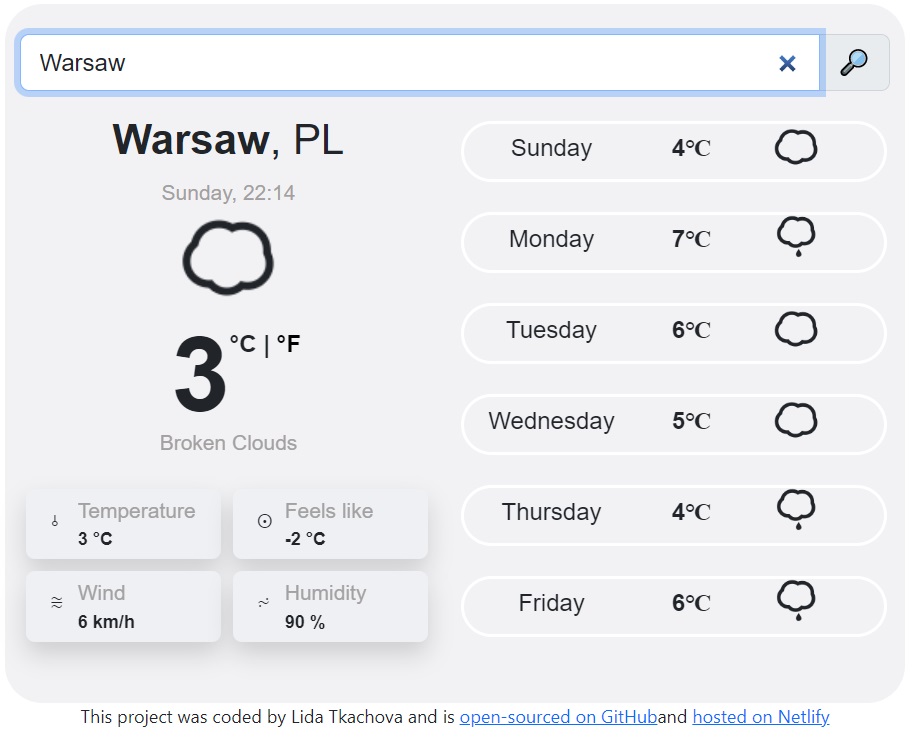 Warsaw
Warsaw, PL
Sunday, 22:14
3 °C | °F
Broken Clouds
Temperature
3 °C
Feels like
-2 °C
Wind
6 km/h
Humidity
90 %
Sunday 4°C
Monday 7°C
Tuesday 6°C
Wednesday 5°C
Thursday 4°C
Friday 6°C
This project was coded by Lida Tkachova and is open-sourced on GitHuband hosted on Netlify